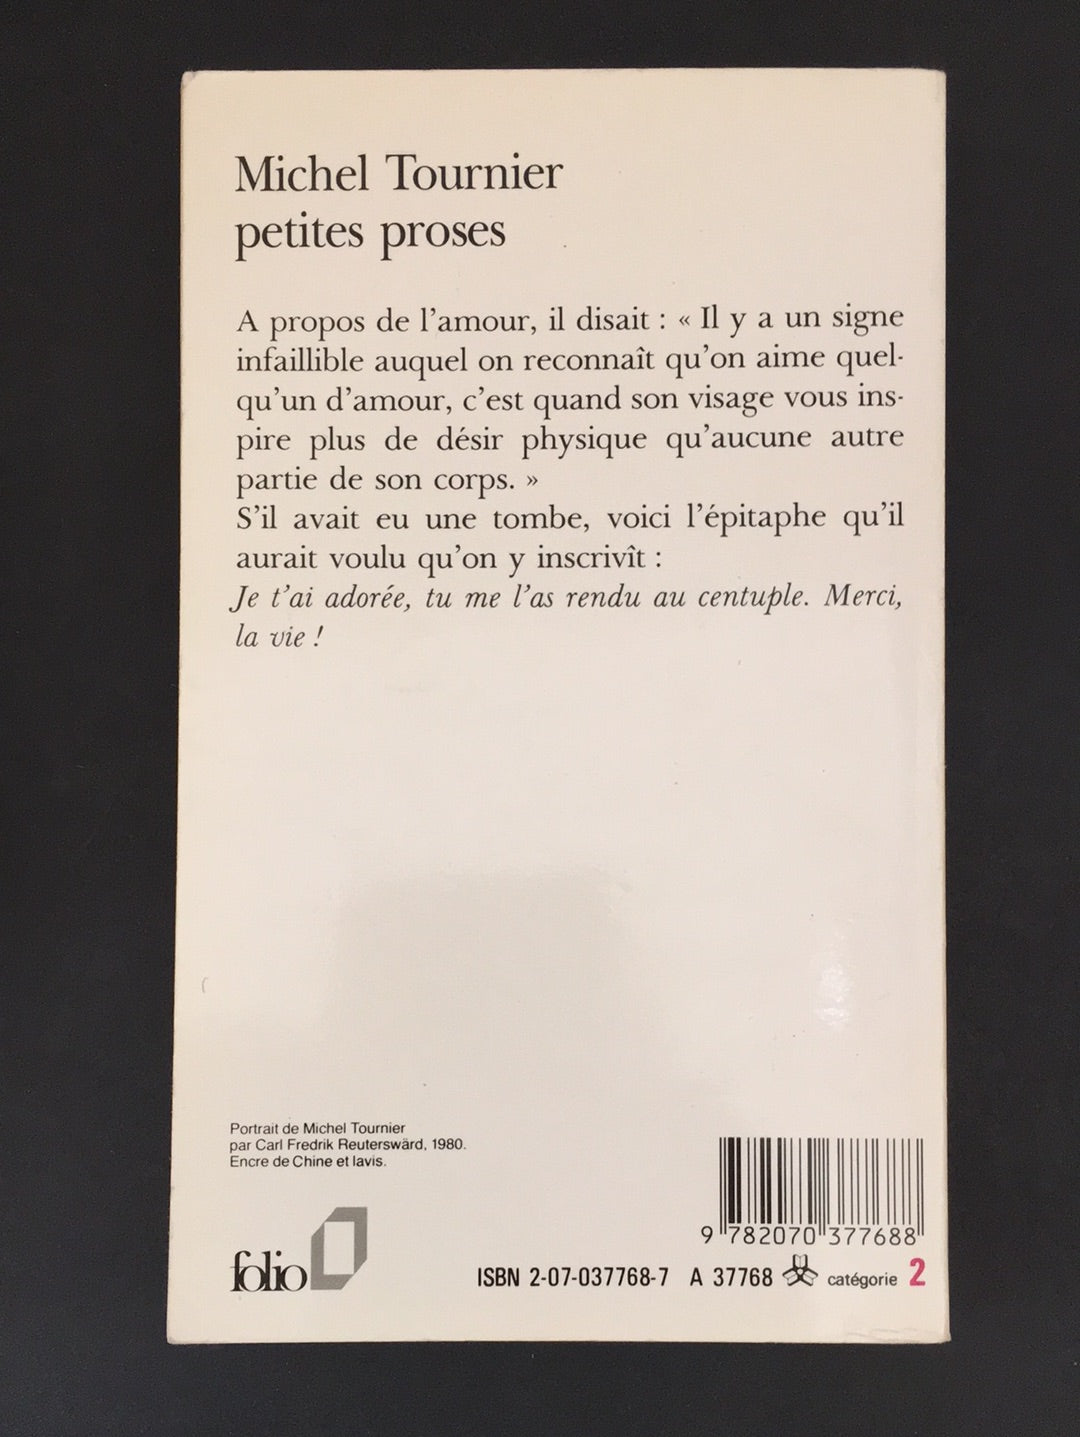 Michel Tournier
petites proses
A propos de l'amour, il disait : « Il y a un signe
infaillible auquel on reconnaît qu'on aime quel-
qu'un d'amour, c'est quand son visage vous ins-
pire plus de désir physique qu'aucune autre
partie de son corps. »
S'il avait eu une tombe, voici l'épitaphe qu'il
aurait voulu qu'on y inscrivît :
Je t'ai adorée, tu me l'as rendu au centuple. Merci,
la vie !
Portrait de Michel Tournier
par Carl Fredrik Reuterswärd, 1980.
Encre de Chine et lavis.
folio
9 782070 377688
ISBN 2-07-037768-7 A 37768 catégorie 2